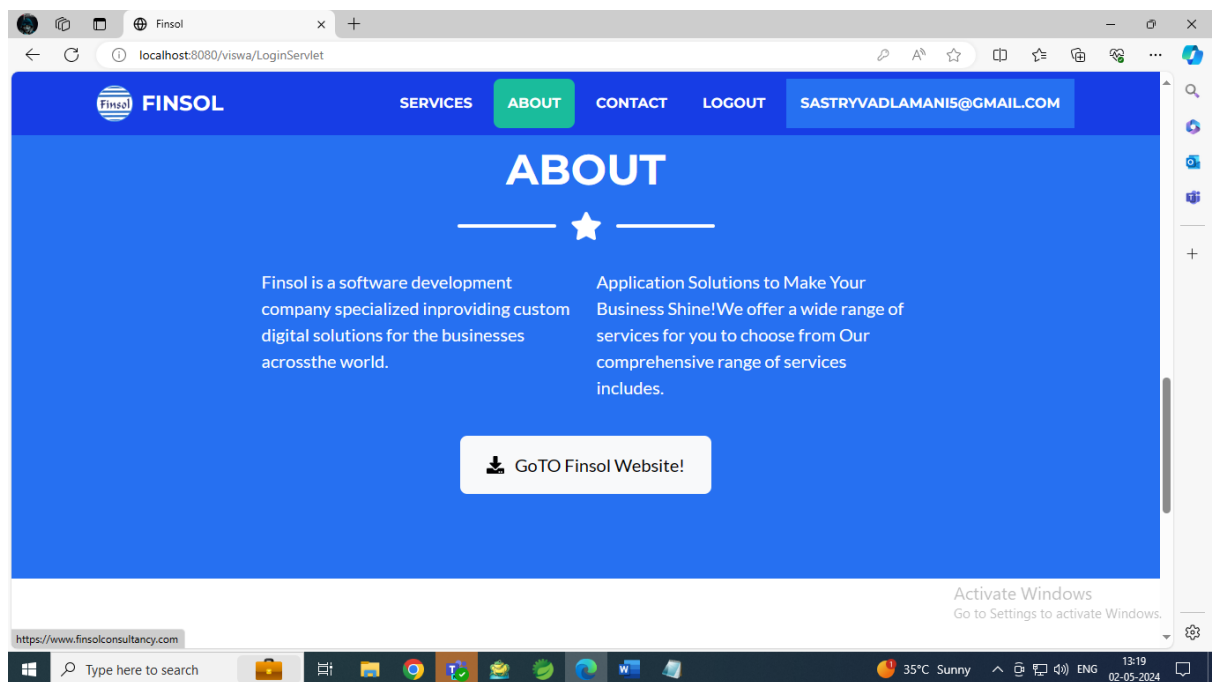 Finsol
localhost:8080/viswa/LoginServlet
Finsol FINSOL SERVICES ABOUT CONTACT LOGOUT SASTRYVADLAMANI5@GMAIL.COM
ABOUT
Finsol is a software development
company specialized inproviding custom
digital solutions for the businesses
acrossthe world.
Application Solutions to Make Your
Business Shine!We offer a wide range of
services for you to choose from Our
comprehensive range of services
includes.
GoTO Finsol Website!
Activate Windows
Go to Settings to activate Windows.
https://www.finsolconsultancy.com
Type here to search 35°C Sunny ENG 13:19
02-05-2024